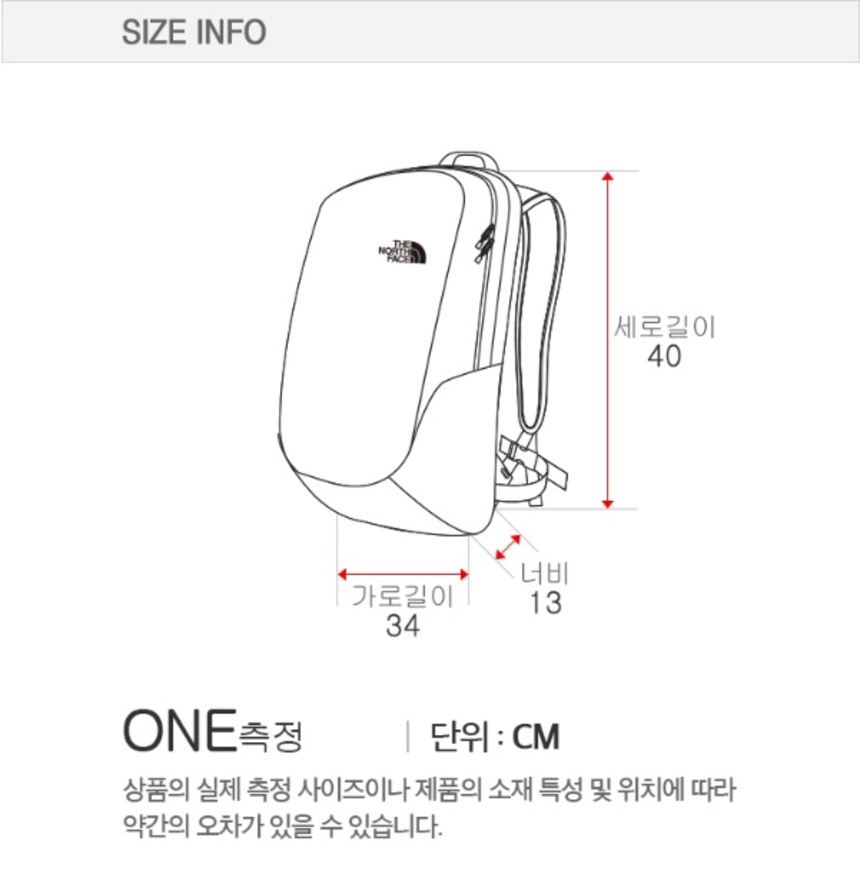 SIZE INFO
THE
NORTH
FACE
세로길이
40
너비
13
가로길이
34
ONE측정 | 단위 : CM
상품의 실제 측정 사이즈이나 제품의 소재 특성 및 위치에 따라
약간의 오차가 있을 수 있습니다.